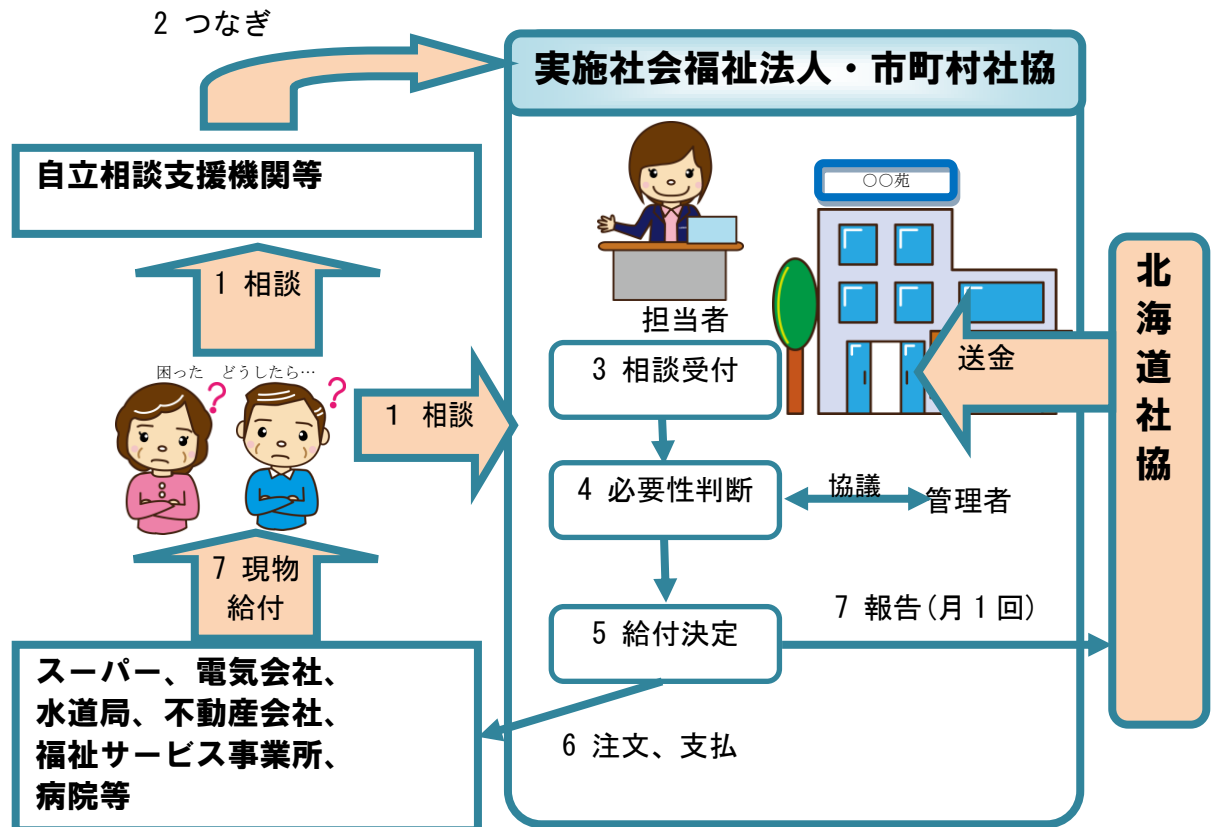 2 つなぎ
実施社会福祉法人・市町村社協
自立相談支援機関等
〇〇苑
1 相談
担当者
北海道社協
困った どうしたら…
?
?
3 相談受付
送金
1 相談
4 必要性判断
協議
管理者
7 現物
給付
5 給付決定
7 報告(月1回)
スーパー、電気会社、
水道局、不動産会社、
福祉サービス事業所、
病院等
6 注文、支払